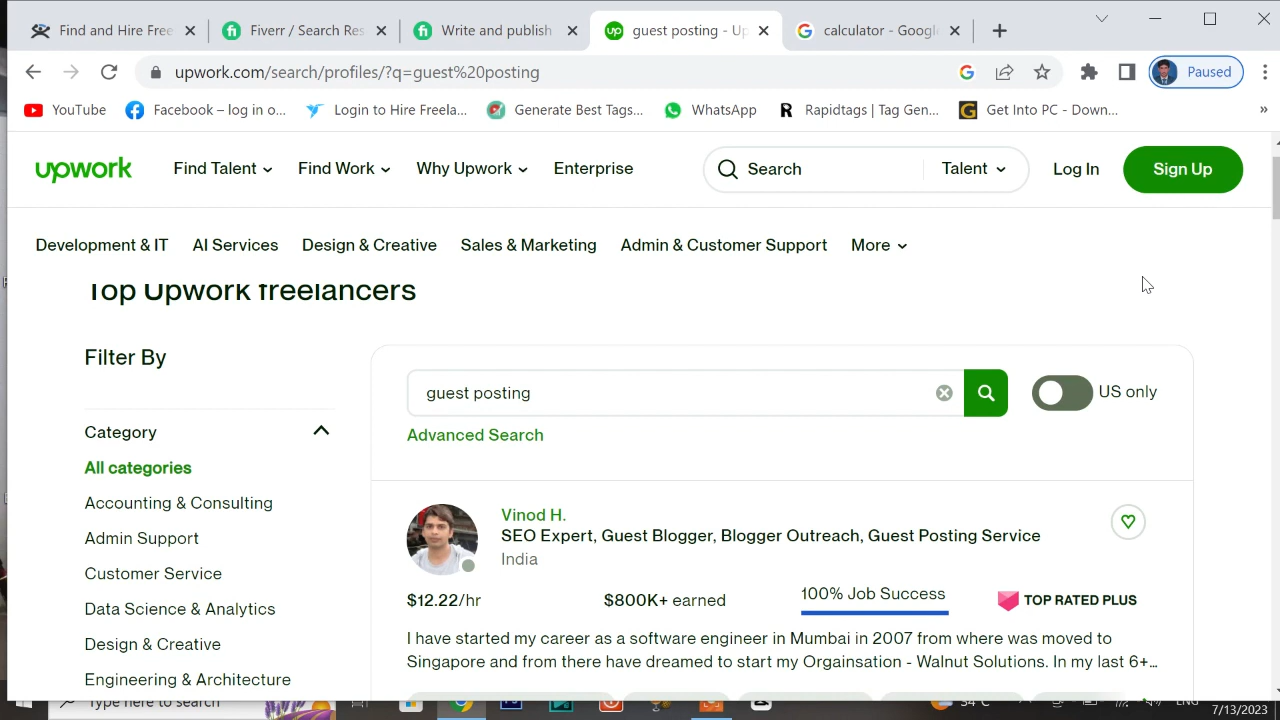 Find and Hire Free
Fiverr / Search Res
Write and publish
guest posting - Up
calculator - Google
upwork.com/search/profiles/?q=guest%20posting
Paused
YouTube
Facebook – log in o...
Login to Hire Freela...
Generate Best Tags...
WhatsApp
Rapidtags | Tag Gen...
Get Into PC - Down...
»
upwork
Find Talent
Find Work
Why Upwork
Enterprise
Search
Talent
Log In
Sign Up
Development & IT
AI Services
Design & Creative
Sales & Marketing
Admin & Customer Support
More
Top Upwork freelancers
Filter By
guest posting
US only
Advanced Search
Category
All categories
Accounting & Consulting
Admin Support
Customer Service
Data Science & Analytics
Design & Creative
Engineering & Architecture
Vinod H.
SEO Expert, Guest Blogger, Blogger Outreach, Guest Posting Service
India
$12.22/hr
$800K+ earned
100% Job Success
TOP RATED PLUS
I have started my career as a software engineer in Mumbai in 2007 from where was moved to
Singapore and from there have dreamed to start my Orgainsation - Walnut Solutions. In my last 6+...
Type here to search
34°C
ENG
7/13/2023